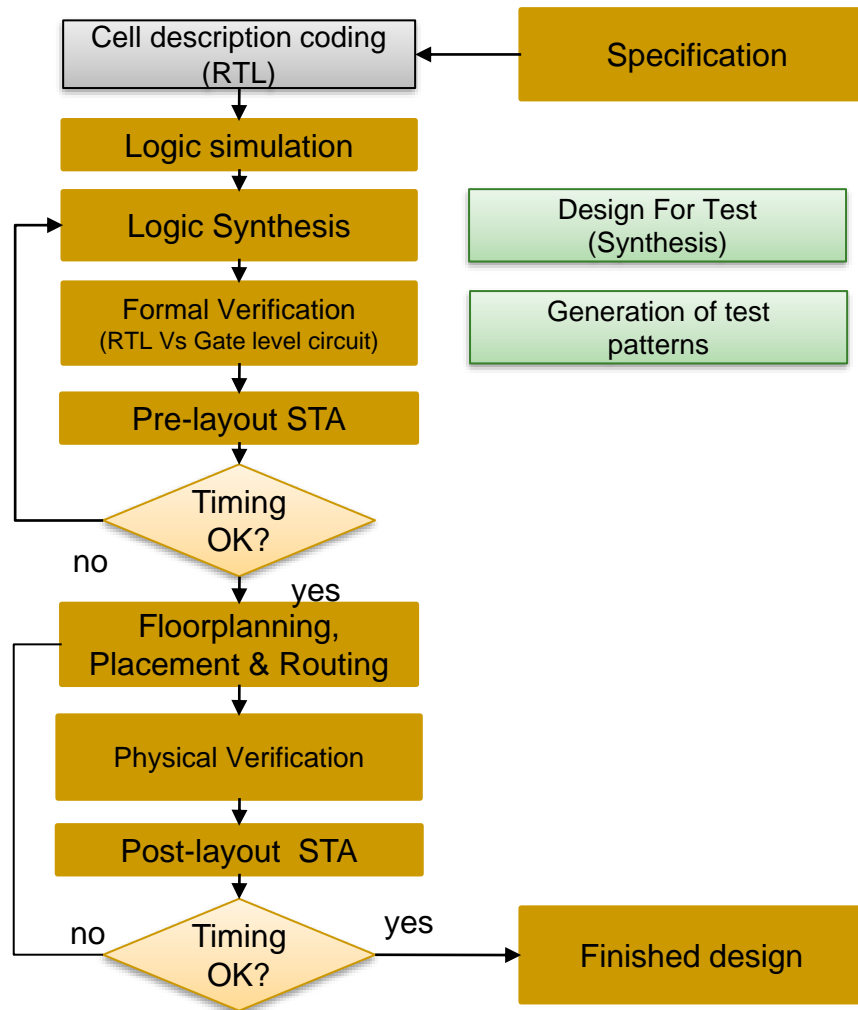 Cell description coding
(RTL)
Specification
Logic simulation
Logic Synthesis
Design For Test
(Synthesis)
Formal Verification
(RTL Vs Gate level circuit)
Generation of test
patterns
Pre-layout STA
Timing
OK?
no
yes
Floorplanning,
Placement & Routing
Physical Verification
Post-layout STA
no
Timing
OK?
yes
Finished design